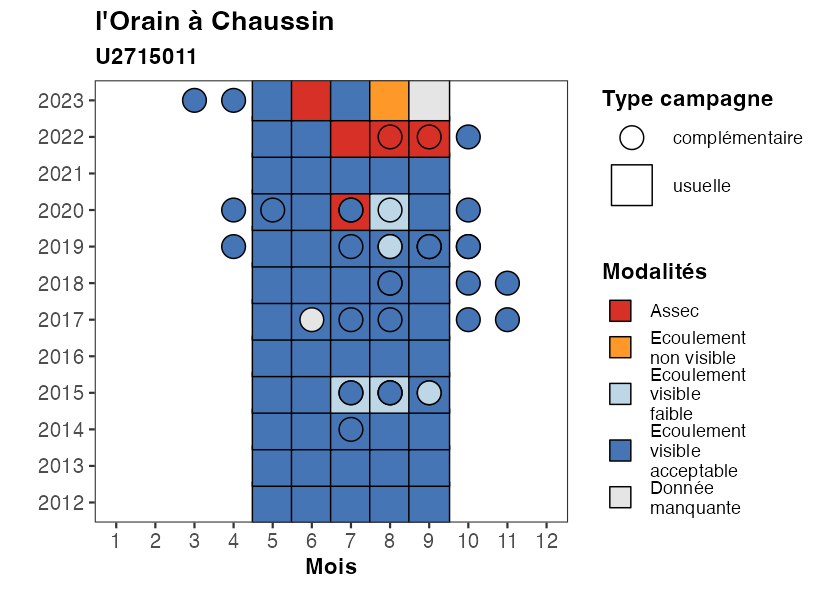 l'Orain à Chaussin
U2715011
2023
2022
2021
2020
2019
2018
2017
2016
2015
2014
2013
2012
1 2 3 4 5 6 7 8 9 10 11 12
Mois
Type campagne
complémentaire
usuelle
Modalités
Assec
Ecoulement
non visible
Ecoulement
visible
faible
Ecoulement
visible
acceptable
Donnée
manquante